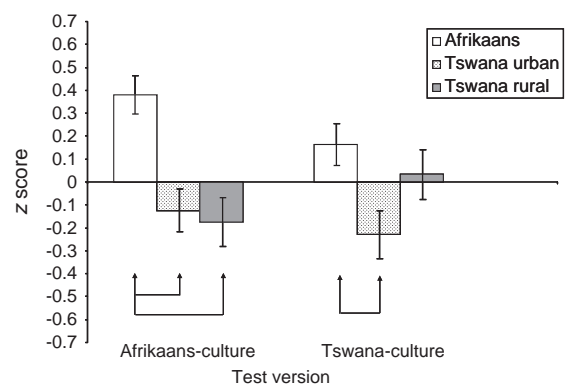 0.7
0.6
0.5
0.4
0.3
0.2
0.1
0
-0.1
-0.2
-0.3
-0.4
-0.5
-0.6
-0.7
z score
Afrikaans
Tswana urban
Tswana rural
Afrikaans-culture Tswana-culture
Test version